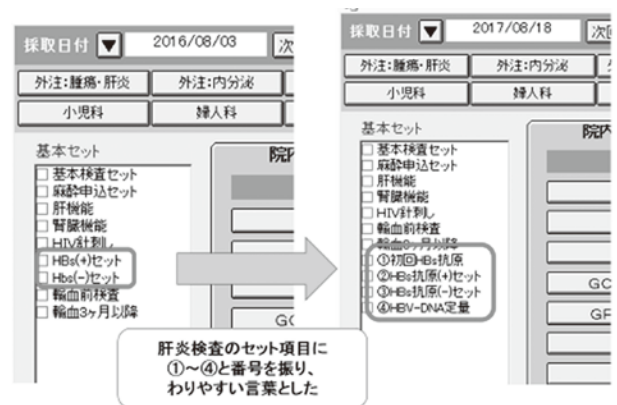 採取日付 ▼ 2016/08/03 次
外注:腫瘍・肝炎 外注:内分泌
小児科 婦人科
基本セット
院内
基本検査セット
麻酔申込セット
肝機能
腎臓機能
HIV針刺し
HBs(+)セット
Hbs(-)セット
輸血前検査
輸血3ヶ月以降
GO
採取日付 ▼ 2017/08/18 次回
外注:腫瘍・肝炎 外注:内分泌
小児科 婦人科
基本セット
院内
基本検査セット
麻酔申込セット
肝機能
腎臓機能
HIV針刺し
輸血前検査
輸血3ヶ月以降
①初回HBs抗原
②HBs抗原(+)セット
③HBs抗原(-)セット
④HBV-DNA定量
GO
GF
肝炎検査のセット項目に
①~④と番号を振り、
わりやすい言葉とした